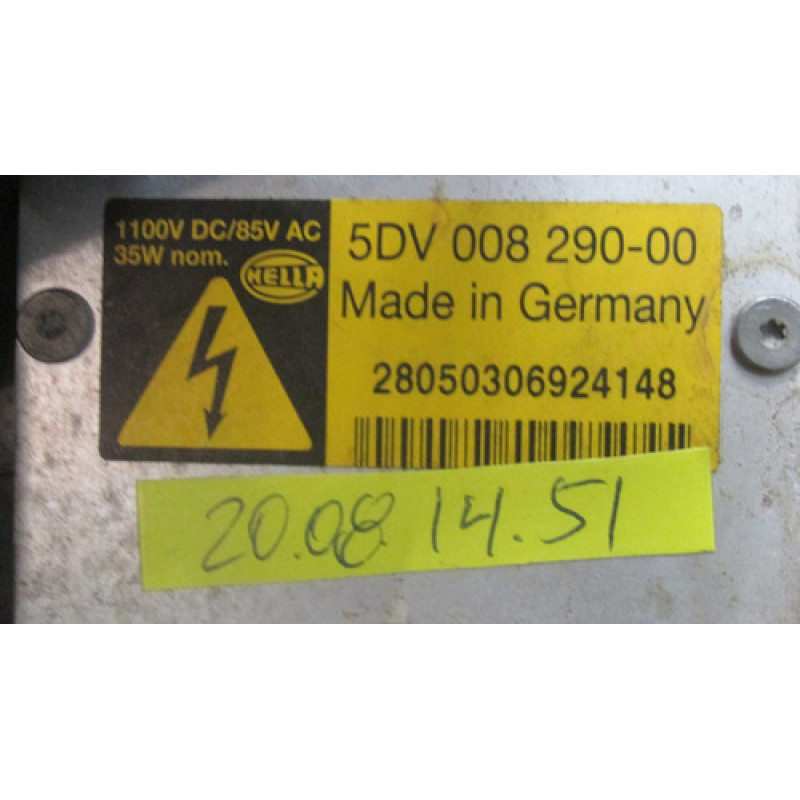 1100V DC/85V AC
35W nom.
HELLA
5DV 008 290-00
Made in Germany
28050306924148
20.08 14.51